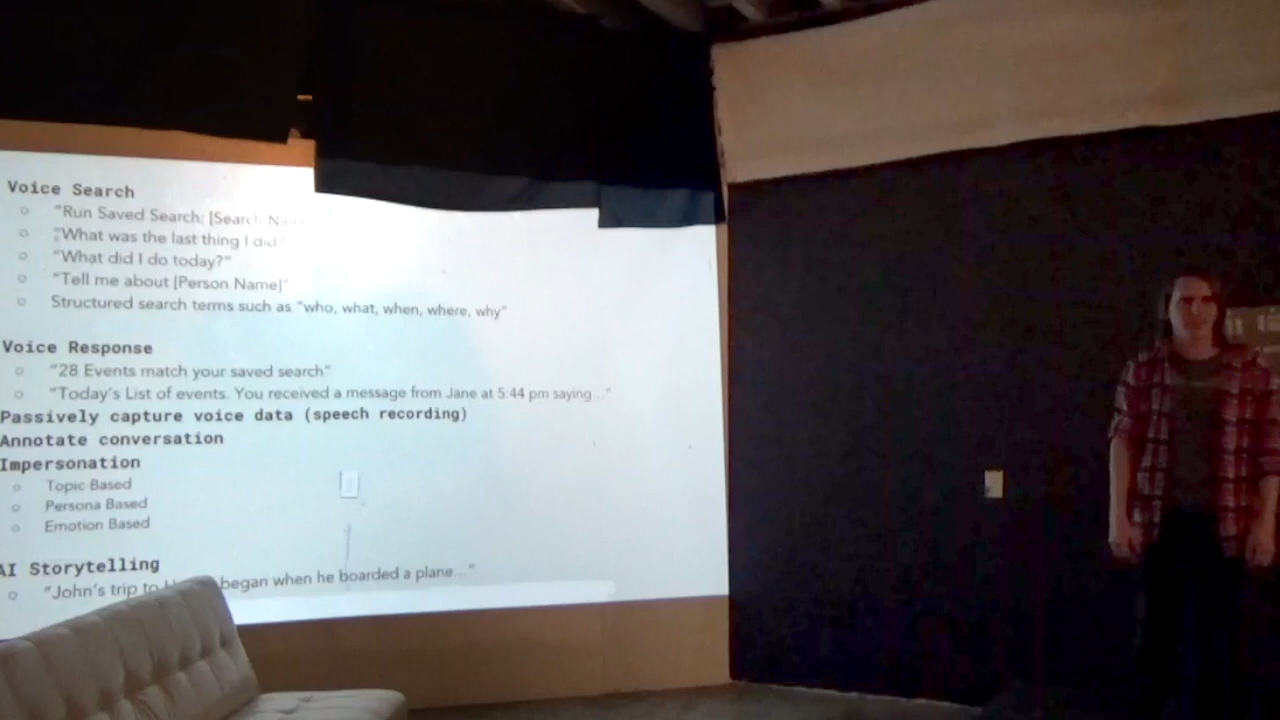 Voice Search
"Run Saved Search: [Search
"What was the last thing I did
"What did I do today?"
"Tell me about [Person Name]"
Structured search terms such as "who, what, when, where, why"
Voice Response
"28 Events match your saved search"
"Today's List of events. You received a message from Jane at 5:44 pm saying..."
Passively capture voice data (speech recording)
Annotate conversation
Impersonation
Topic Based
Persona Based
Emotion Based
AI Storytelling
"John's trip to began when he boarded a plane..."